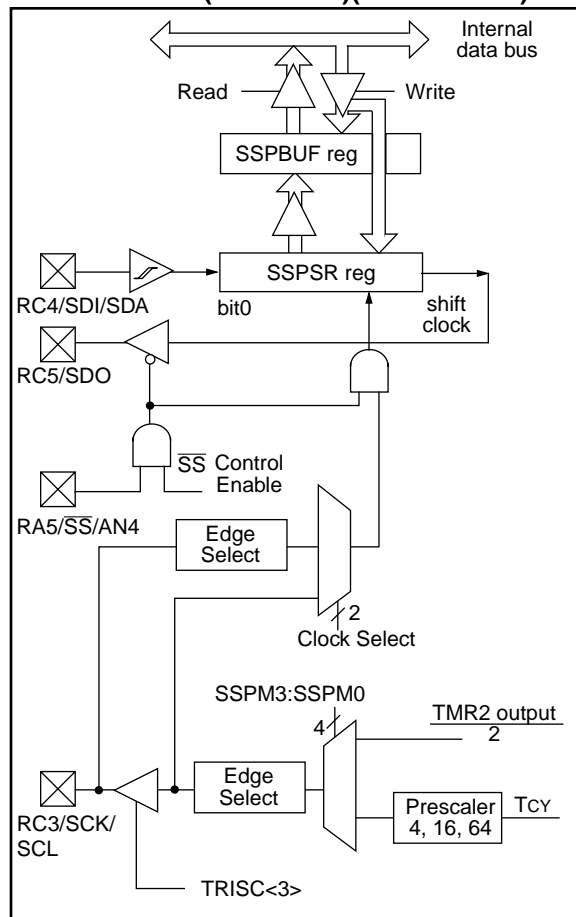 Internal
data bus
Read
Write
SSPBUF reg
SSPSR reg
RC4/SDI/SDA
bit0
shift
clock
RC5/SDO
SS Control
Enable
RA5/SS/AN4
Edge
Select
2
Clock Select
SSPM3:SSPM0
TMR2 output
4
2
Edge
Select
Prescaler
4, 16, 64
TCY
RC3/SCK/
SCL
TRISC<3>